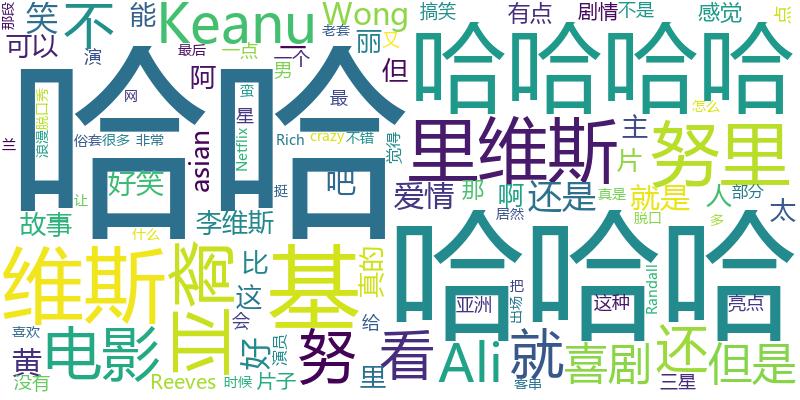 那段
笑
不
能
Keanu
Wong
搞笑
有点
剧情
不是
感觉
可以
演
最后
一点
二个
老套
丽
又
男
但
阿
哈哈
哈哈哈哈
星
蛮
网
最
浪漫
脱口秀
俗套
很多
非常
asian
Netflix
Rich
crazy
不错
觉得
里维斯
主
片
努里
兰
好笑
让
挺
吧
爱情
那
啊
还是
就是
真是
人
部分
太
故事
什么
李维斯
居然
脱口
多
哈哈哈
维斯
亚裔
基
比
这
真的
会
给
亚洲
出场
把
这种
Randall
亮点
喜欢
黄
没有
电影
Reeves
时候
好
演员
片子
努
里
看
Ali
就
客串
喜剧
还
但是
三星
怎么
点